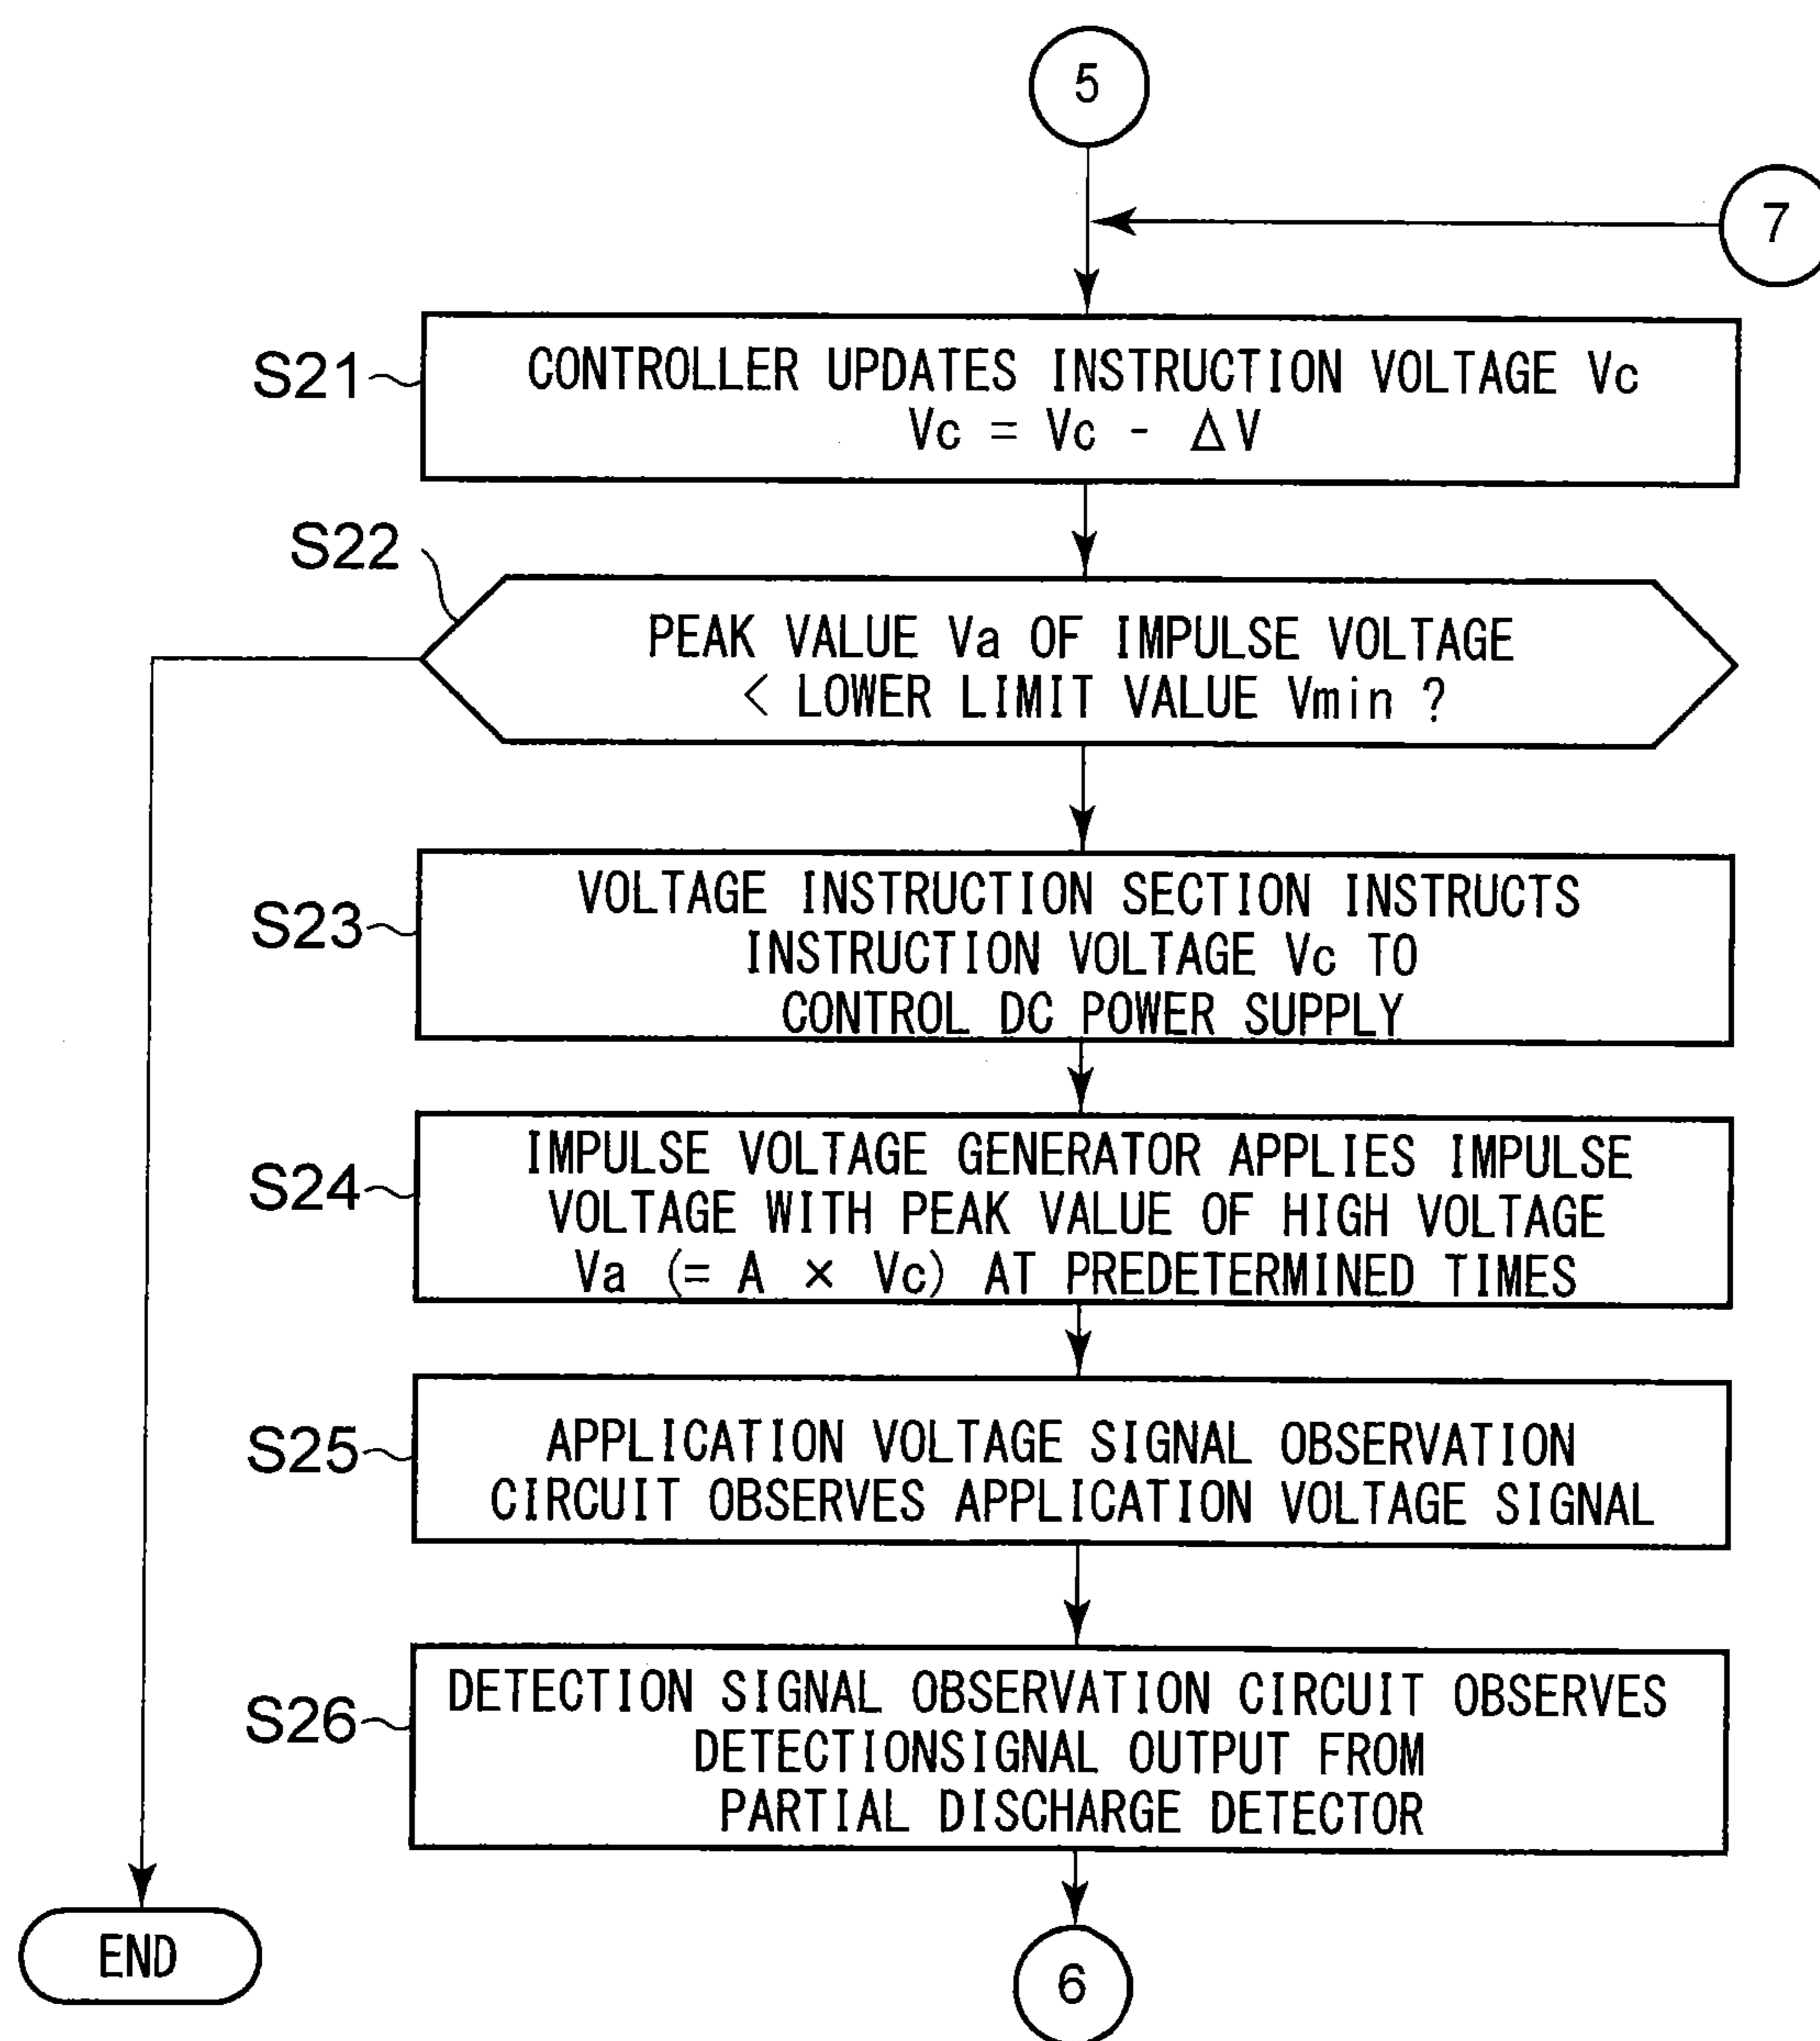 5
7
S21
CONTROLLER UPDATES INSTRUCTION VOLTAGE Vc
Vc = Vc - ΔV
S22
PEAK VALUE Va OF IMPULSE VOLTAGE
< LOWER LIMIT VALUE Vmin ?
S23
VOLTAGE INSTRUCTION SECTION INSTRUCTS
INSTRUCTION VOLTAGE Vc TO
CONTROL DC POWER SUPPLY
S24
IMPULSE VOLTAGE GENERATOR APPLIES IMPULSE
VOLTAGE WITH PEAK VALUE OF HIGH VOLTAGE
Va (= A × Vc) AT PREDETERMINED TIMES
S25
APPLICATION VOLTAGE SIGNAL OBSERVATION
CIRCUIT OBSERVES APPLICATION VOLTAGE SIGNAL
S26
DETECTION SIGNAL OBSERVATION CIRCUIT OBSERVES
DETECTIONSIGNAL OUTPUT FROM
PARTIAL DISCHARGE DETECTOR
END
6